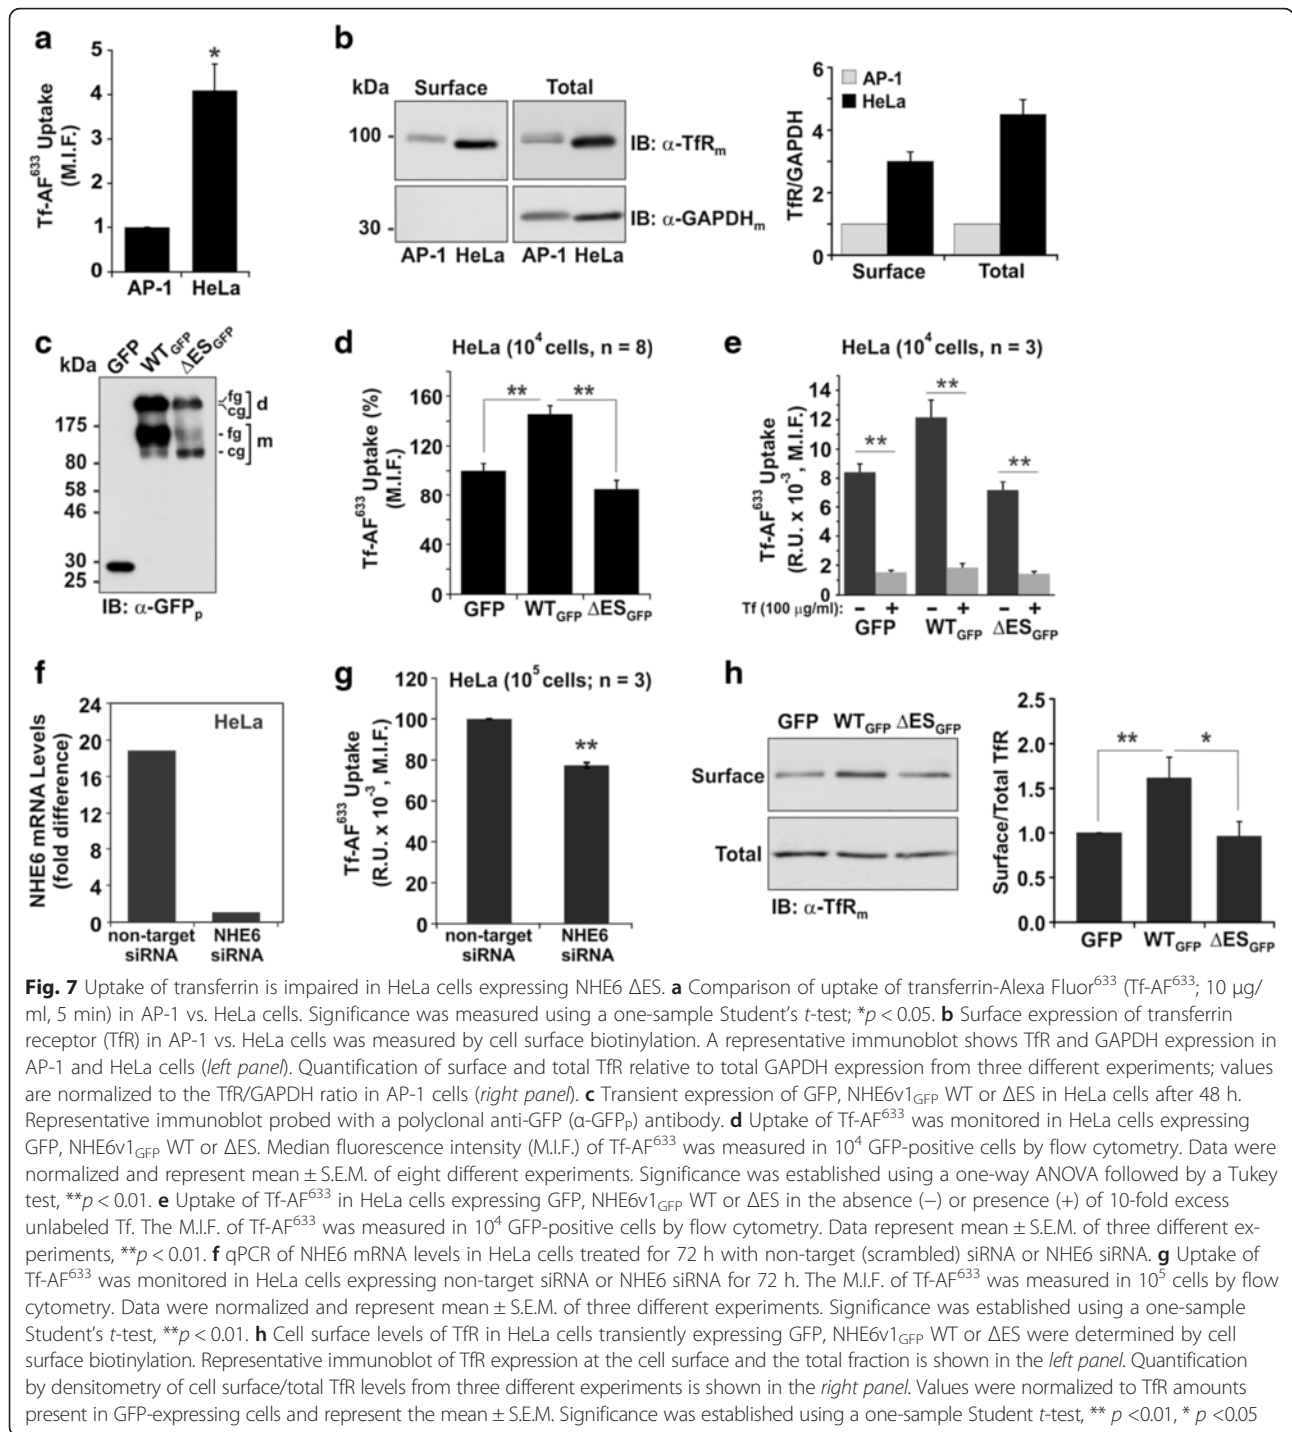 a
5
4
3
2
1
0
Tf-AF633 Uptake
(M.I.F.)
*
AP-1 HeLa
b
kDa
Surface Total
100 -
30 -
IB: α-TfRm
IB: α-GAPDHm
AP-1 HeLa AP-1 HeLa
6
4
2
0
TfR/GAPDH
AP-1
HeLa
Surface Total
c
kDa
GFP WTGFP ΔESGFP
175
80
58
46
30
25
fg
cg
d
fg
cg
m
IB: α-GFPp
d
HeLa (10⁴ cells, n = 8)
160
120
80
40
0
Tf-AF633 Uptake (%)
(M.I.F.)
** **
GFP WTGFP ΔESGFP
e
HeLa (10⁴ cells, n = 3)
14
12
10
8
6
4
2
0
Tf-AF633 Uptake
(R.U. x 10-3, M.I.F.)
** ** **
Tf (100 µg/ml): − + − + − +
GFP WTGFP ΔESGFP
f
24
20
16
12
8
4
0
NHE6 mRNA Levels
(fold difference)
HeLa
non-target NHE6
siRNA siRNA
g
HeLa (10⁵ cells; n = 3)
120
100
80
60
40
20
0
Tf-AF633 Uptake
(R.U. x 10-3, M.I.F.)
**
non-target NHE6
siRNA siRNA
h
GFP WTGFP ΔESGFP
Surface
Total
IB: α-TfRm
2.5
2.0
1.5
1.0
0.5
0.0
Surface/Total TfR
** *
GFP WTGFP ΔESGFP
Fig. 7 Uptake of transferrin is impaired in HeLa cells expressing NHE6 ΔES. a Comparison of uptake of transferrin-Alexa Fluor633 (Tf-AF633; 10 µg/
ml, 5 min) in AP-1 vs. HeLa cells. Significance was measured using a one-sample Student's t-test; *p < 0.05. b Surface expression of transferrin
receptor (TfR) in AP-1 vs. HeLa cells was measured by cell surface biotinylation. A representative immunoblot shows TfR and GAPDH expression in
AP-1 and HeLa cells (left panel). Quantification of surface and total TfR relative to total GAPDH expression from three different experiments; values
are normalized to the TfR/GAPDH ratio in AP-1 cells (right panel). c Transient expression of GFP, NHE6v1GFP WT or ΔES in HeLa cells after 48 h.
Representative immunoblot probed with a polyclonal anti-GFP (α-GFPP) antibody. d Uptake of Tf-AF633 was monitored in HeLa cells expressing
GFP, NHE6v1GFP WT or ΔES. Median fluorescence intensity (M.I.F.) of Tf-AF633 was measured in 10⁴ GFP-positive cells by flow cytometry. Data were
normalized and represent mean ± S.E.M. of eight different experiments. Significance was established using a one-way ANOVA followed by a Tukey
test, **p < 0.01. e Uptake of Tf-AF633 in HeLa cells expressing GFP, NHE6v1GFP WT or ΔES in the absence (−) or presence (+) of 10-fold excess
unlabeled Tf. The M.I.F. of Tf-AF633 was measured in 10⁴ GFP-positive cells by flow cytometry. Data represent mean ± S.E.M. of three different ex-
periments, **p < 0.01. f qPCR of NHE6 mRNA levels in HeLa cells treated for 72 h with non-target (scrambled) siRNA or NHE6 siRNA. g Uptake of
Tf-AF633 was monitored in HeLa cells expressing non-target siRNA or NHE6 siRNA for 72 h. The M.I.F. of Tf-AF633 was measured in 10⁵ cells by flow
cytometry. Data were normalized and represent mean ± S.E.M. of three different experiments. Significance was established using a one-sample
Student's t-test, **p < 0.01. h Cell surface levels of TfR in HeLa cells transiently expressing GFP, NHE6v1GFP WT or ΔES were determined by cell
surface biotinylation. Representative immunoblot of TfR expression at the cell surface and the total fraction is shown in the left panel. Quantification
by densitometry of cell surface/total TfR levels from three different experiments is shown in the right panel. Values were normalized to TfR amounts
present in GFP-expressing cells and represent the mean ± S.E.M. Significance was established using a one-sample Student t-test, ** p <0.01, * p <0.05